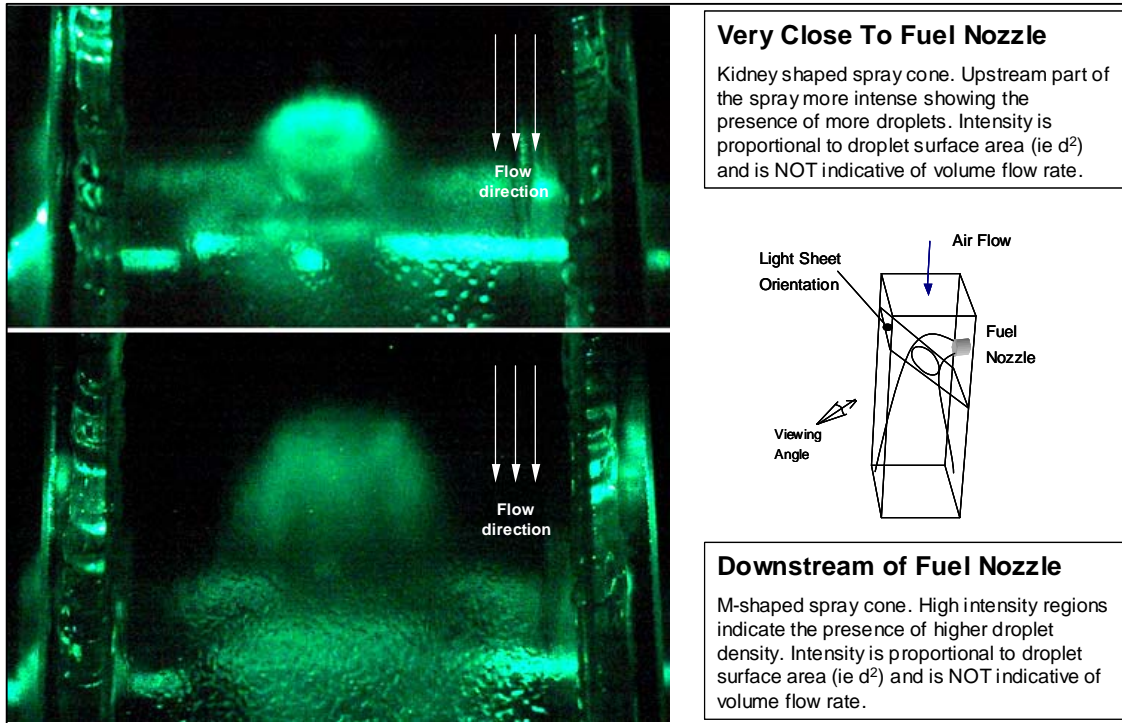 Flow
direction
Flow
direction
Very Close To Fuel Nozzle
Kidney shaped spray cone. Upstream part of
the spray more intense showing the
presence of more droplets. Intensity is
proportional to droplet surface area (ie d²)
and is NOT indicative of volume flow rate.
Air Flow
Light Sheet
Orientation
Fuel
Nozzle
Viewing
Angle
Downstream of Fuel Nozzle
M-shaped spray cone. High intensity regions
indicate the presence of higher droplet
density. Intensity is proportional to droplet
surface area (ie d²) and is NOT indicative of
volume flow rate.